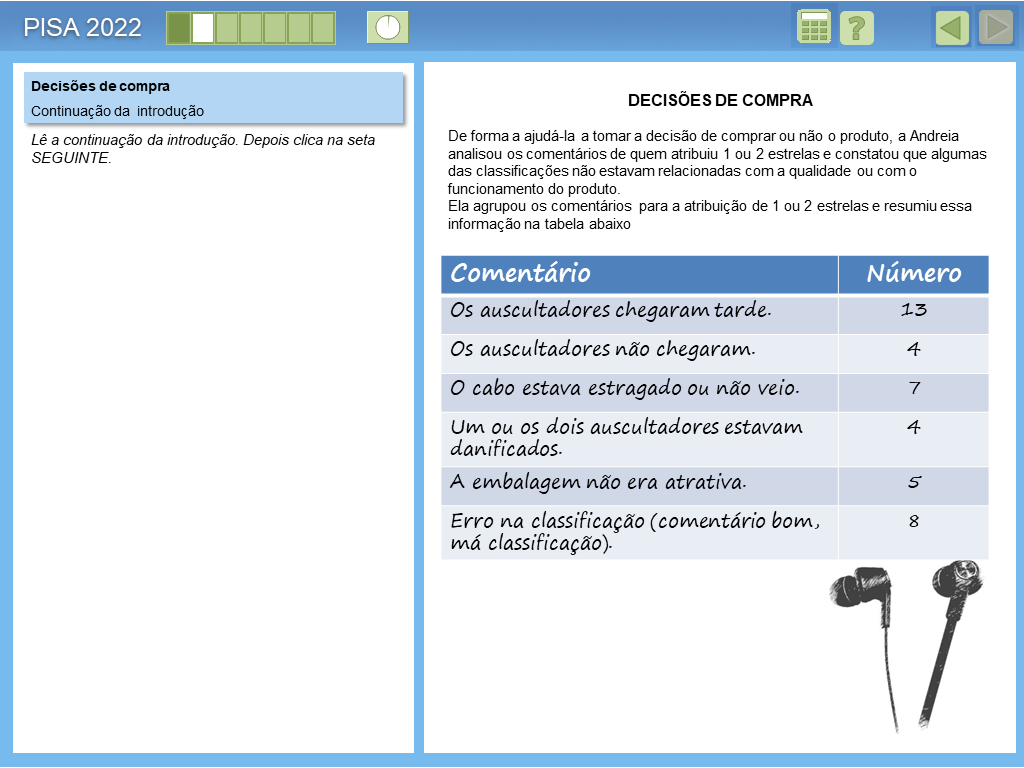 PISA 2022
?
Decisões de compra
Continuação da introdução
Lê a continuação da introdução. Depois clica na seta
SEGUINTE.
DECISÕES DE COMPRA
De forma a ajudá-la a tomar a decisão de comprar ou não o produto, a Andreia
analisou os comentários de quem atribuiu 1 ou 2 estrelas e constatou que algumas
das classificações não estavam relacionadas com a qualidade ou com o
funcionamento do produto.
Ela agrupou os comentários para a atribuição de 1 ou 2 estrelas e resumiu essa
informação na tabela abaixo
Comentário Número
Os auscultadores chegaram tarde. 13
Os auscultadores não chegaram. 4
O cabo estava estragado ou não veio. 7
Um ou os dois auscultadores estavam 4
danificados.
A embalagem não era atrativa. 5
Erro na classificação (comentário bom, 8
má classificação).